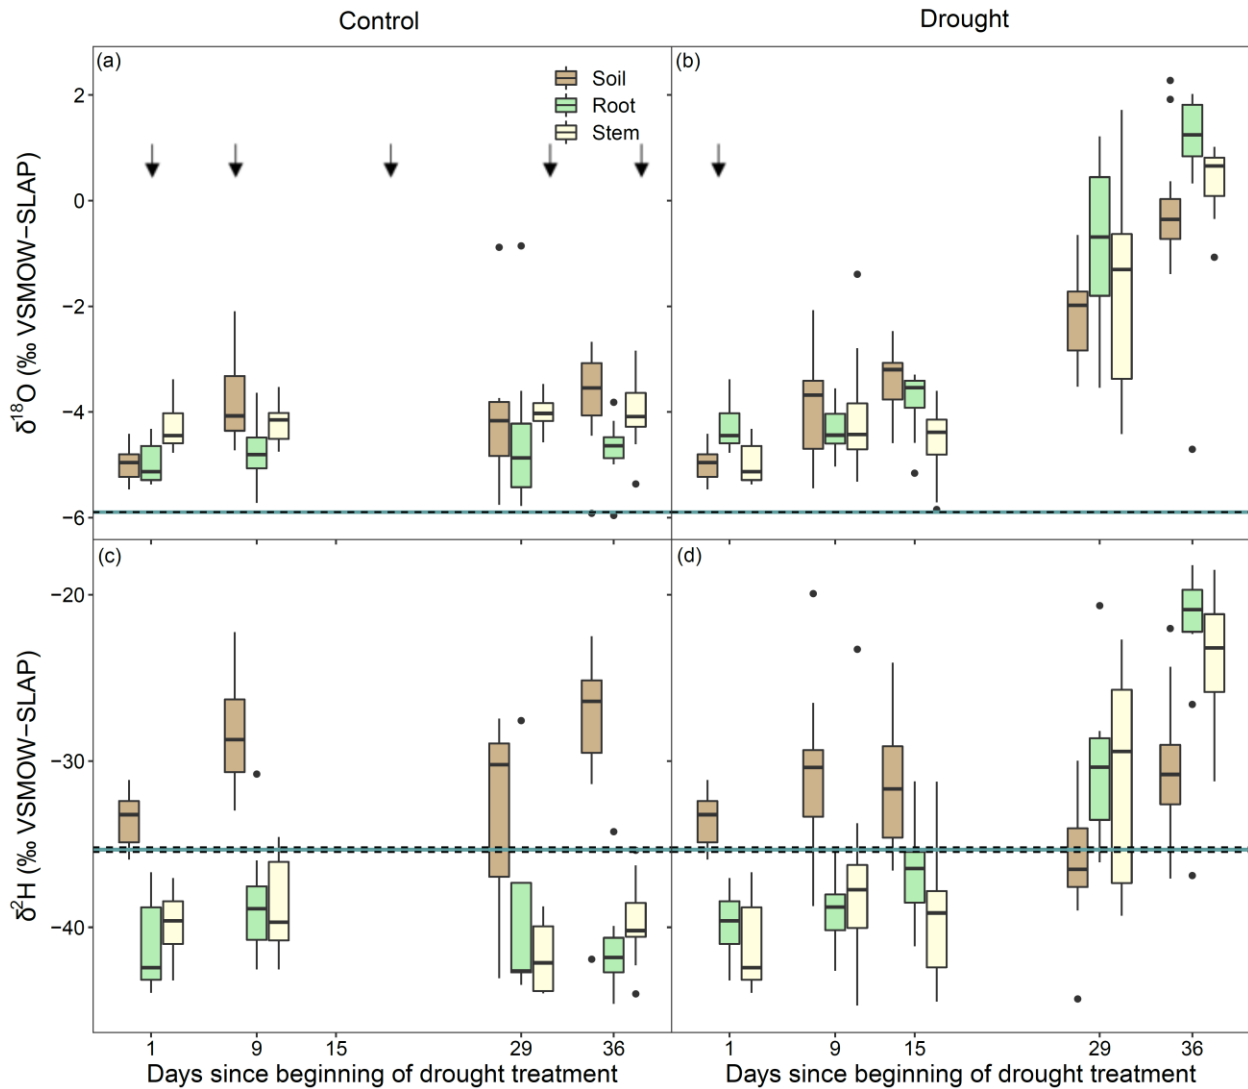 Control
Drought
(a)
(b)
Soil
Root
Stem
2
0
−2
−4
−6
δ¹⁸O (‰ VSMOW−SLAP)
(c)
(d)
−20
−30
−40
δ²H (‰ VSMOW−SLAP)
1 9 15 29 36
1 9 15 29 36
Days since beginning of drought treatment
Days since beginning of drought treatment